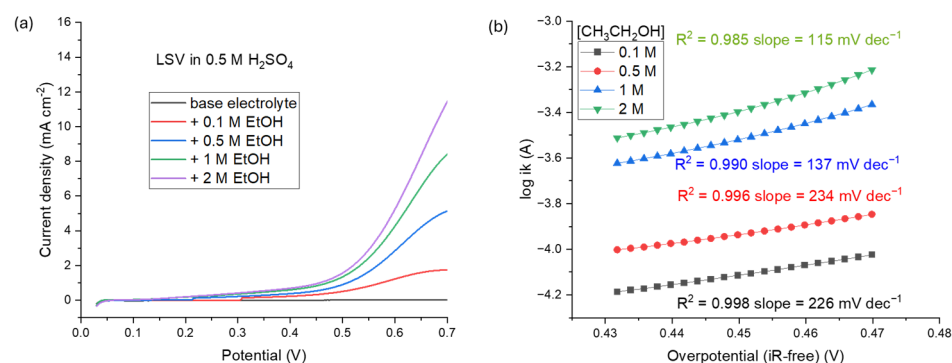 (a)
16
14
12
10
8
6
4
2
0
Current density (mA cm⁻²)
LSV in 0.5 M H₂SO₄
base electrolyte
+ 0.1 M EtOH
+ 0.5 M EtOH
+ 1 M EtOH
+ 2 M EtOH
0.0 0.1 0.2 0.3 0.4 0.5 0.6 0.7
Potential (V)
(b)
−3.0
−3.2
−3.4
−3.6
−3.8
−4.0
−4.2
log ik (A)
[CH₃CH₂OH]
0.1 M
0.5 M
1 M
2 M
R² = 0.985 slope = 115 mV dec⁻¹
R² = 0.990 slope = 137 mV dec⁻¹
R² = 0.996 slope = 234 mV dec⁻¹
R² = 0.998 slope = 226 mV dec⁻¹
0.43 0.44 0.45 0.46 0.47 0.48
Overpotential (iR-free) (V)